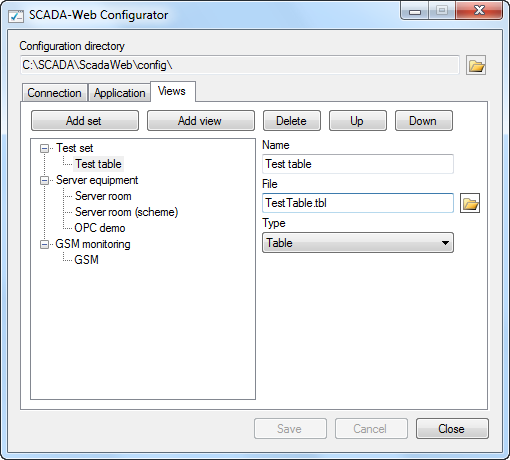 SCADA-Web Configurator
Configuration directory
C:\SCADA\ScadaWeb\config\
Connection Application Views
Add set Add view Delete Up Down
Test set
Test table
Server equipment
Server room
Server room (scheme)
OPC demo
GSM monitoring
GSM
Name
Test table
File
TestTable.tbl
Type
Table
Save Cancel Close